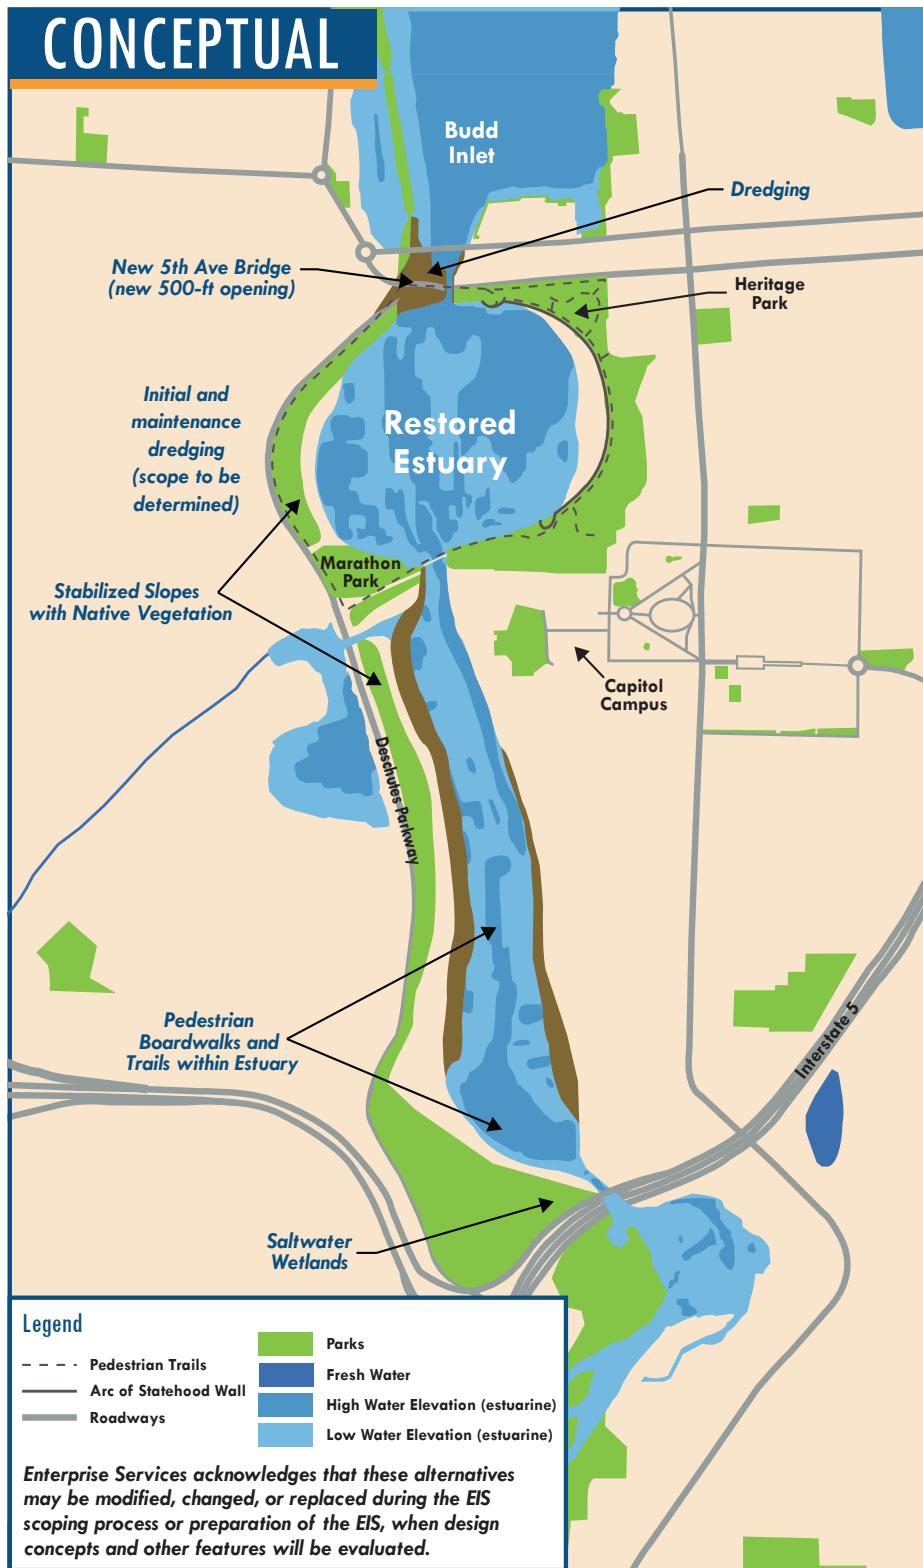 CONCEPTUAL
Budd
Inlet
Dredging
New 5th Ave Bridge
(new 500-ft opening)
Heritage
Park
Initial and
maintenance
dredging
(scope to be
determined)
Restored
Estuary
Marathon
Park
Stabilized Slopes
with Native Vegetation
Capitol
Campus
Deschutes Parkway
Pedestrian
Boardwalks and
Trails within Estuary
Interstate 5
Saltwater
Wetlands
Legend
Pedestrian Trails
Arc of Statehood Wall
Roadways
Parks
Fresh Water
High Water Elevation (estuarine)
Low Water Elevation (estuarine)
Enterprise Services acknowledges that these alternatives
may be modified, changed, or replaced during the EIS
scoping process or preparation of the EIS, when design
concepts and other features will be evaluated.